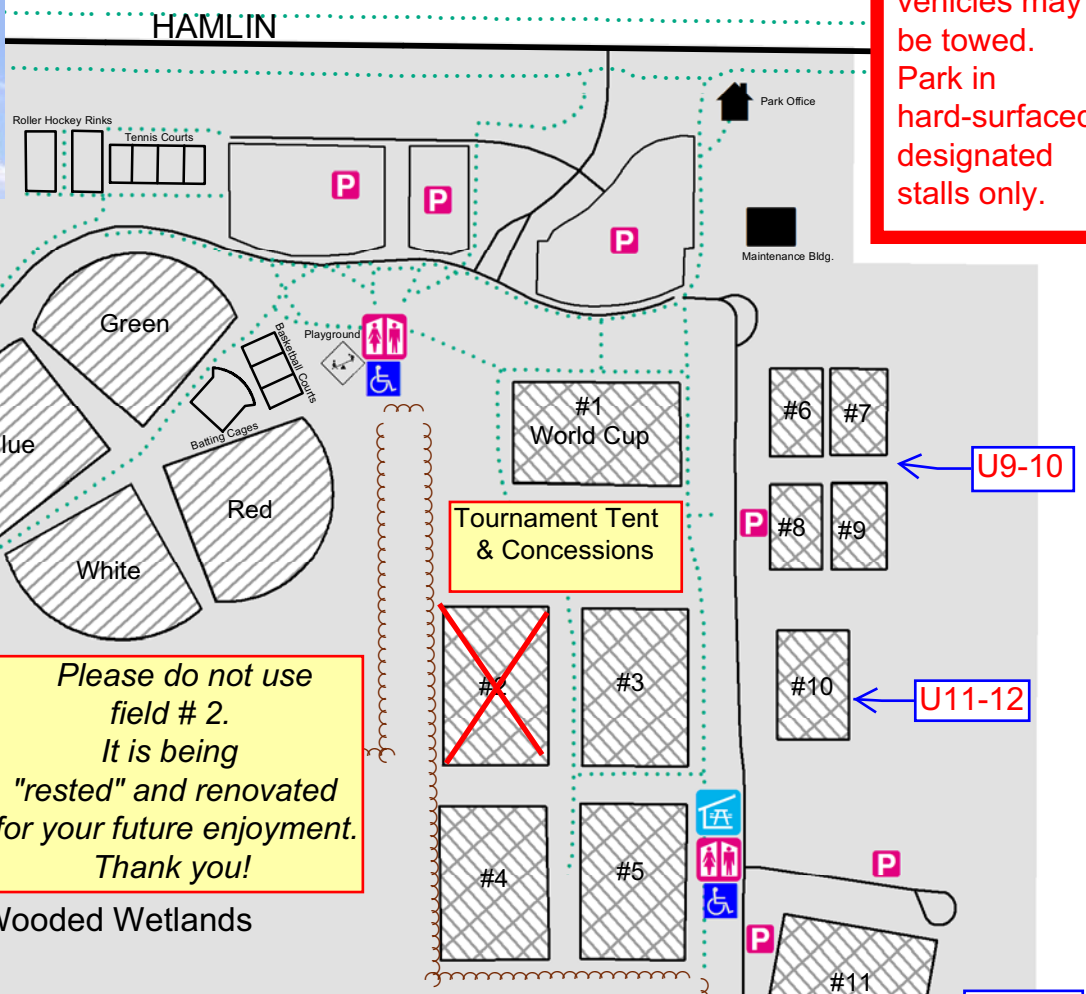 HAMLIN
vehicles may
be towed.
Park in
hard-surfaced
designated
stalls only.
Park Office
Roller Hockey Rinks
Tennis Courts
P
P
P
Maintenance Bldg.
Green
Playground
Basketball Courts
Batting Cages
lue
Red
White
#1
World Cup
#6
#7
U9-10
#8
#9
P
Tournament Tent
& Concessions
#2
#3
#10
U11-12
Please do not use
field # 2.
It is being
"rested" and renovated
for your future enjoyment.
Thank you!
#4
#5
P
Wooded Wetlands
P
#11